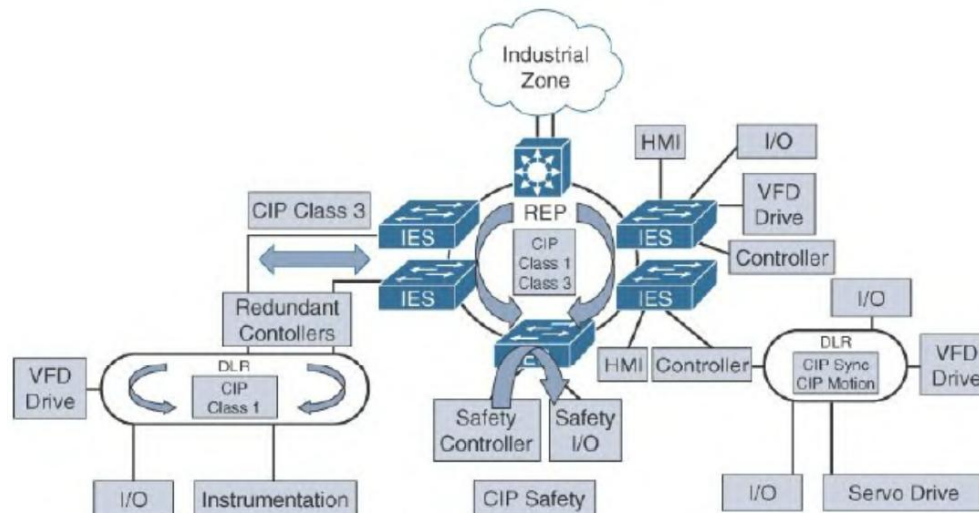 Industrial
Zone
HMI
I/O
CIP Class 3
IES
REP
IES
VFD
Drive
CIP
Class 1
Class 3
Controller
IES
IES
Redundant
Contollers
I/O
DLR
CIP
Class 1
VFD
Drive
HMI
Controller
DLR
CIP Sync
CIP Motion
VFD
Drive
Safety
Controller
Safety
I/O
I/O
Instrumentation
CIP Safety
I/O
Servo Drive